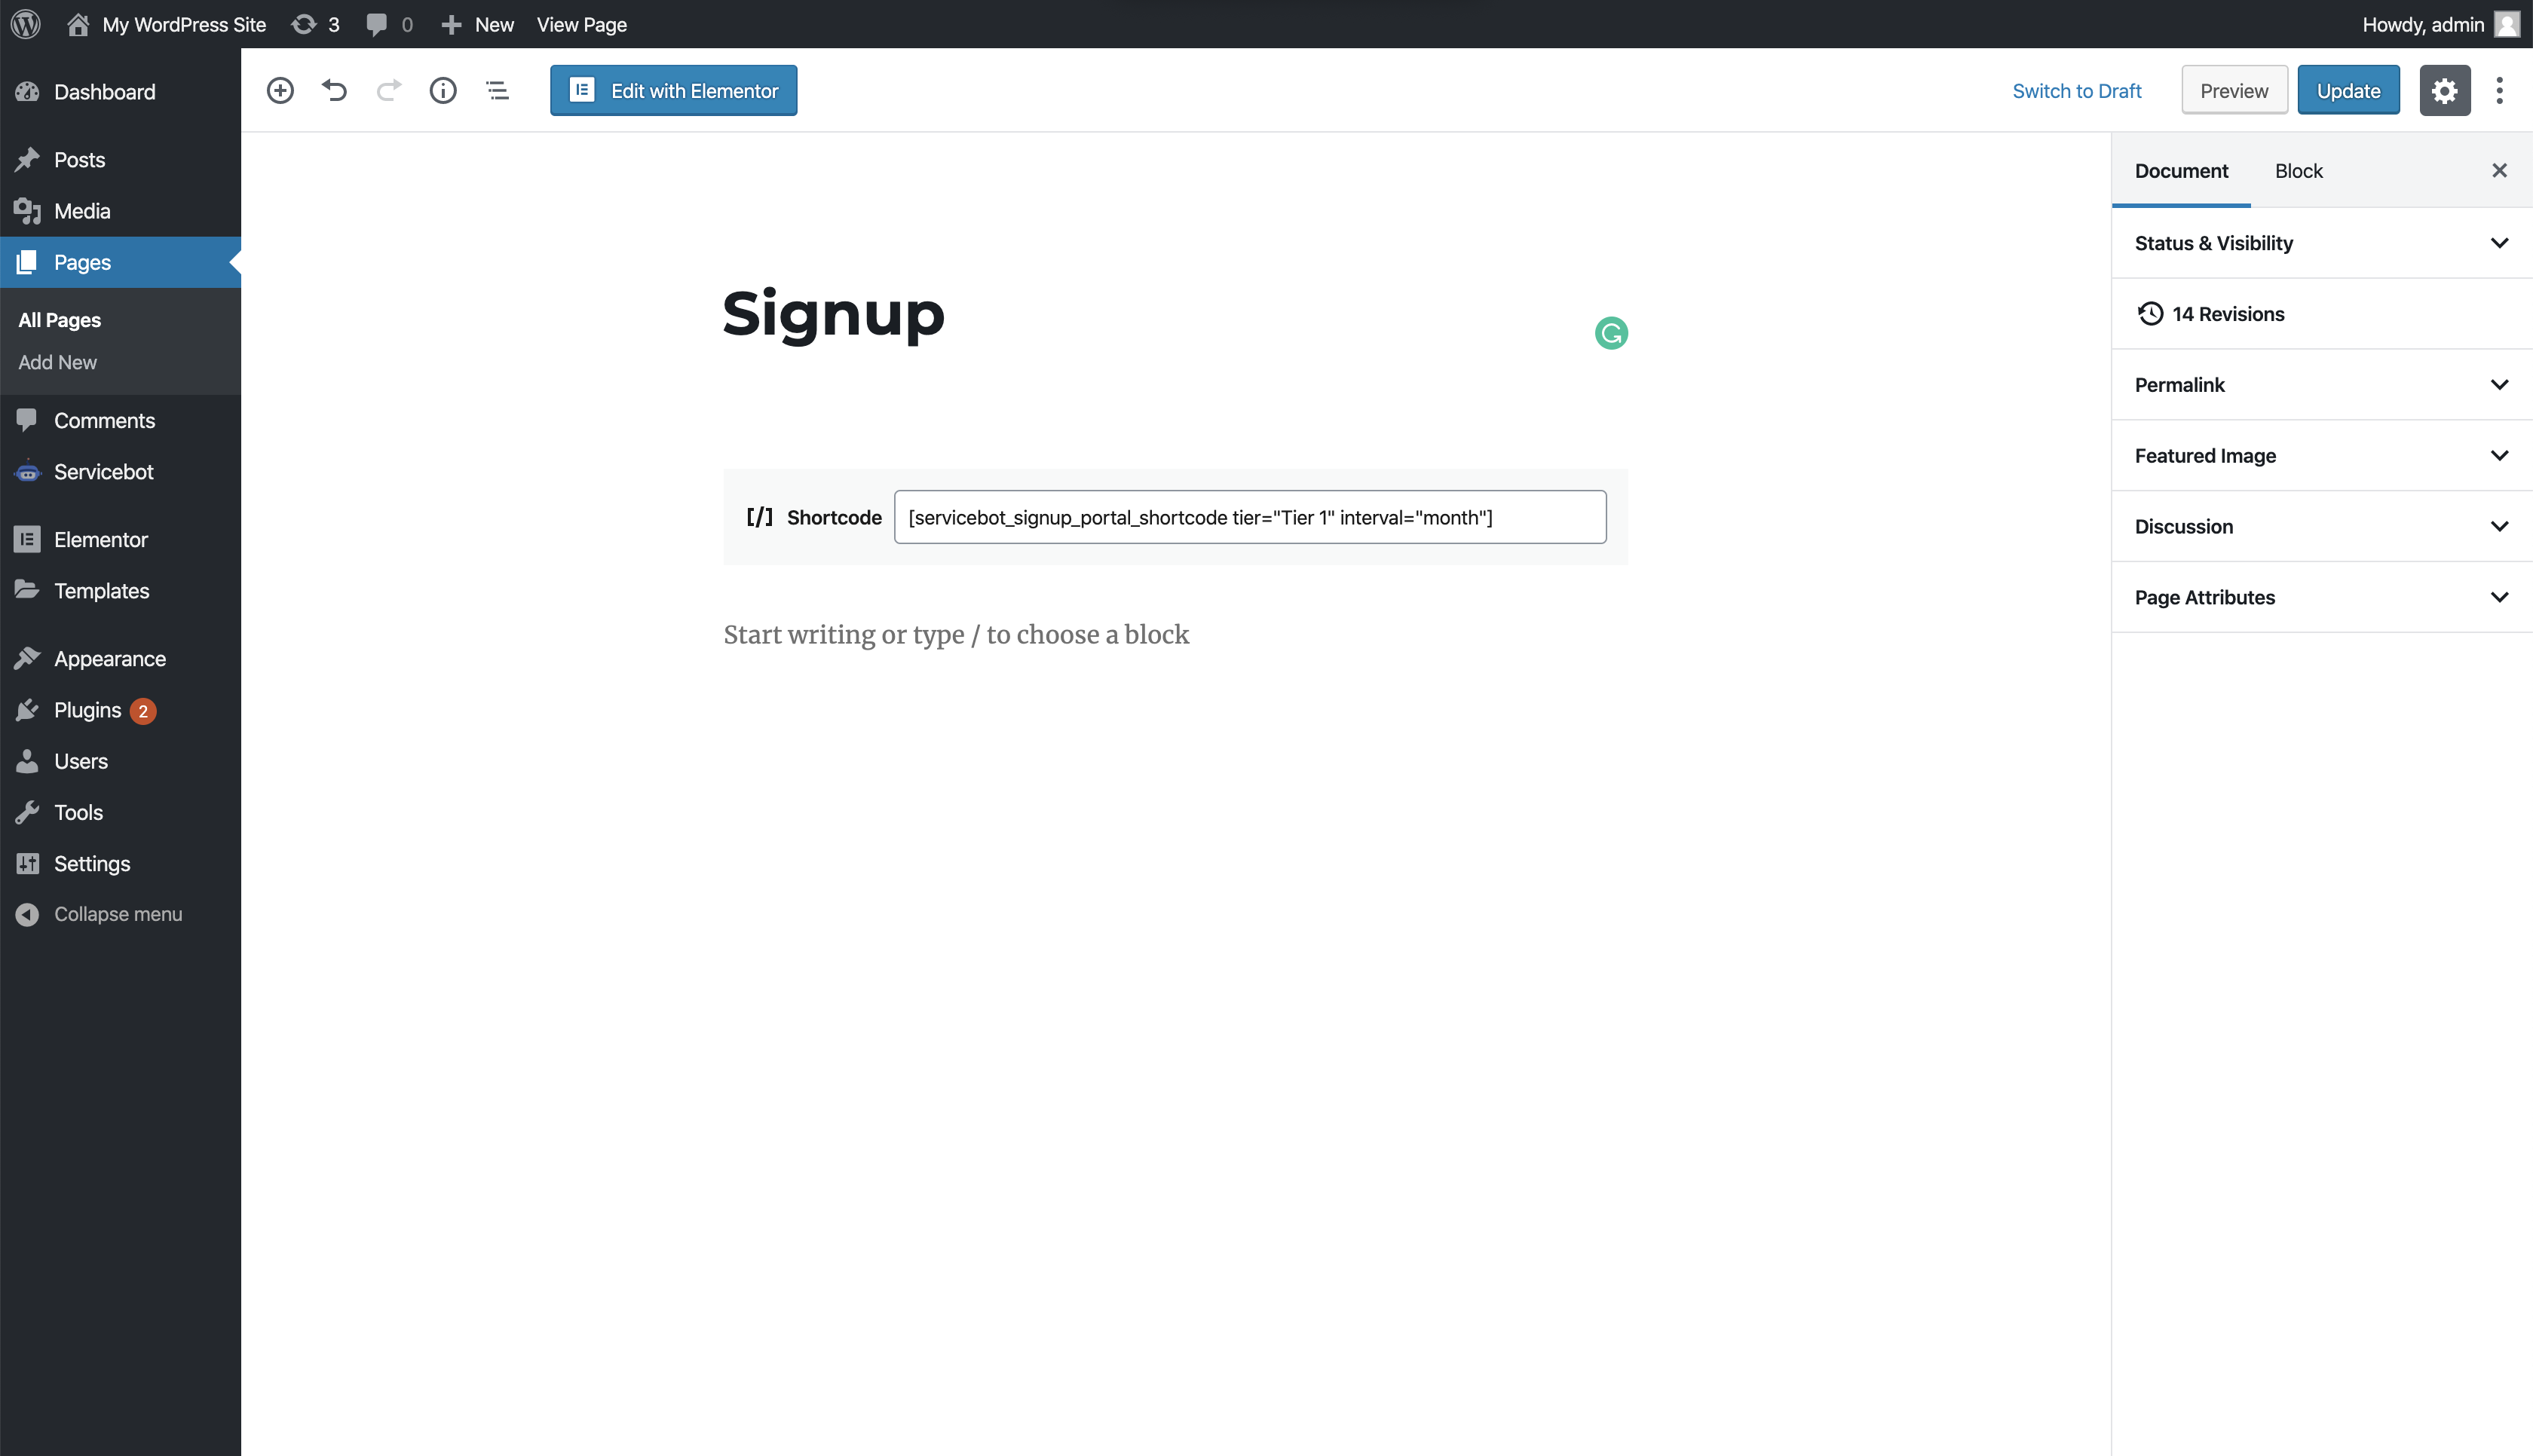 My WordPress Site 3 0 New View Page Howdy, admin
Dashboard
Posts
Media
Pages
All Pages
Add New
Comments
Servicebot
Elementor
Templates
Appearance
Plugins 2
Users
Tools
Settings
Collapse menu
Edit with Elementor
Switch to Draft Preview Update
Signup
[/] Shortcode [servicebot_signup_portal_shortcode tier="Tier 1" interval="month"]
Start writing or type / to choose a block
Document Block
Status & Visibility
14 Revisions
Permalink
Featured Image
Discussion
Page Attributes